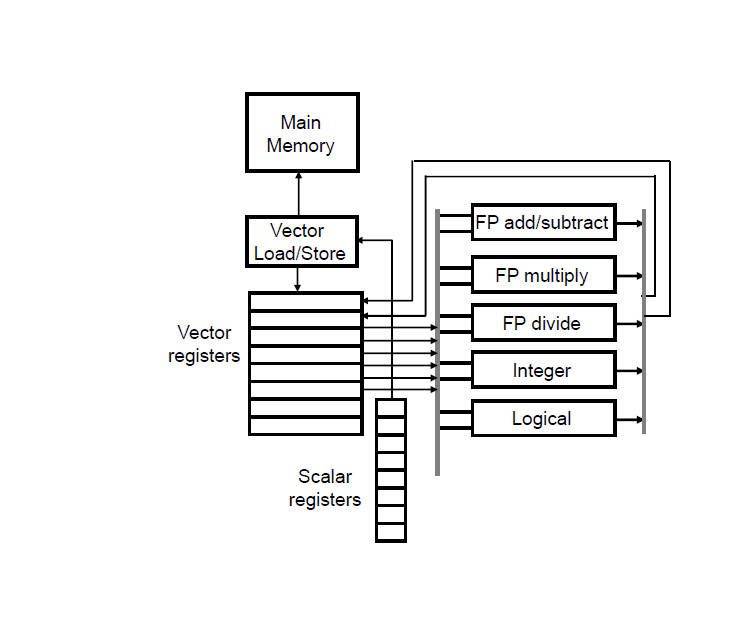 Main
Memory
Vector
Load/Store
Vector
registers
Scalar
registers
FP add/subtract
FP multiply
FP divide
Integer
Logical